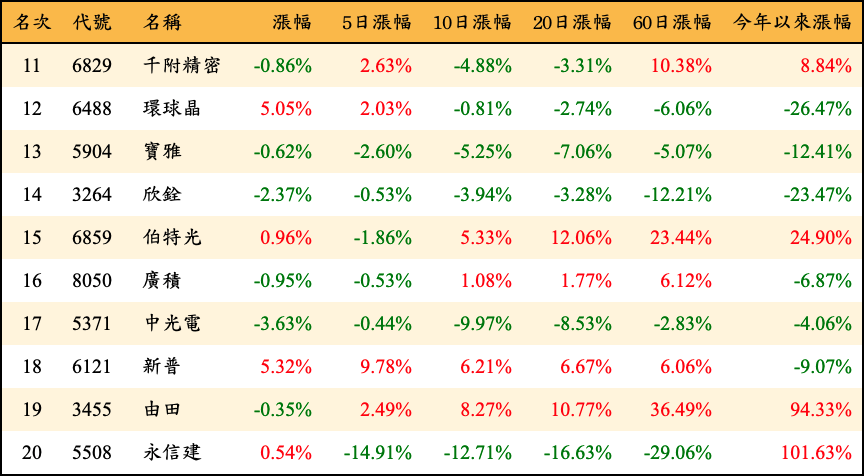 名次 代號 名稱 漲幅 5日漲幅 10日漲幅 20日漲幅 60日漲幅 今年以來漲幅
11 6829 千附精密 -0.86% 2.63% -4.88% -3.31% 10.38% 8.84%
12 6488 環球晶 5.05% 2.03% -0.81% -2.74% -6.06% -26.47%
13 5904 寶雅 -0.62% -2.60% -5.25% -7.06% -5.07% -12.41%
14 3264 欣銓 -2.37% -0.53% -3.94% -3.28% -12.21% -23.47%
15 6859 伯特光 0.96% -1.86% 5.33% 12.06% 23.44% 24.90%
16 8050 廣積 -0.95% -0.53% 1.08% 1.77% 6.12% -6.87%
17 5371 中光電 -3.63% -0.44% -9.97% -8.53% -2.83% -4.06%
18 6121 新普 5.32% 9.78% 6.21% 6.67% 6.06% -9.07%
19 3455 由田 -0.35% 2.49% 8.27% 10.77% 36.49% 94.33%
20 5508 永信建 0.54% -14.91% -12.71% -16.63% -29.06% 101.63%